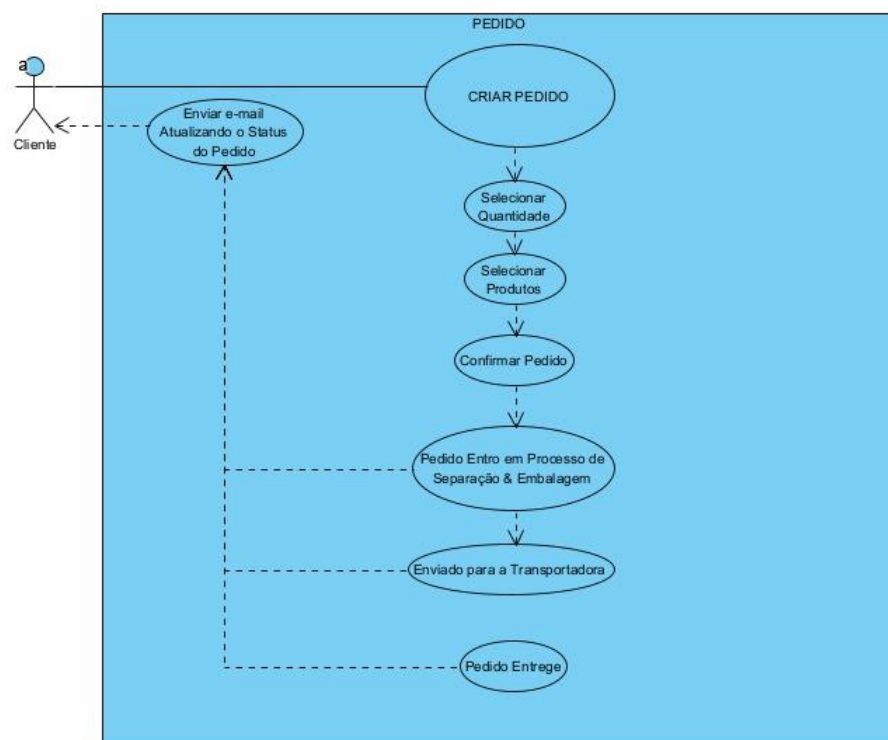 PEDIDO
a
Cliente
CRIAR PEDIDO
Enviar e-mail
Atualizando o Status
do Pedido
Selecionar
Quantidade
Selecionar
Produtos
Confirmar Pedido
Pedido Entro em Processo de
Separação & Embalagem
Enviado para a Transportadora
Pedido Entrege